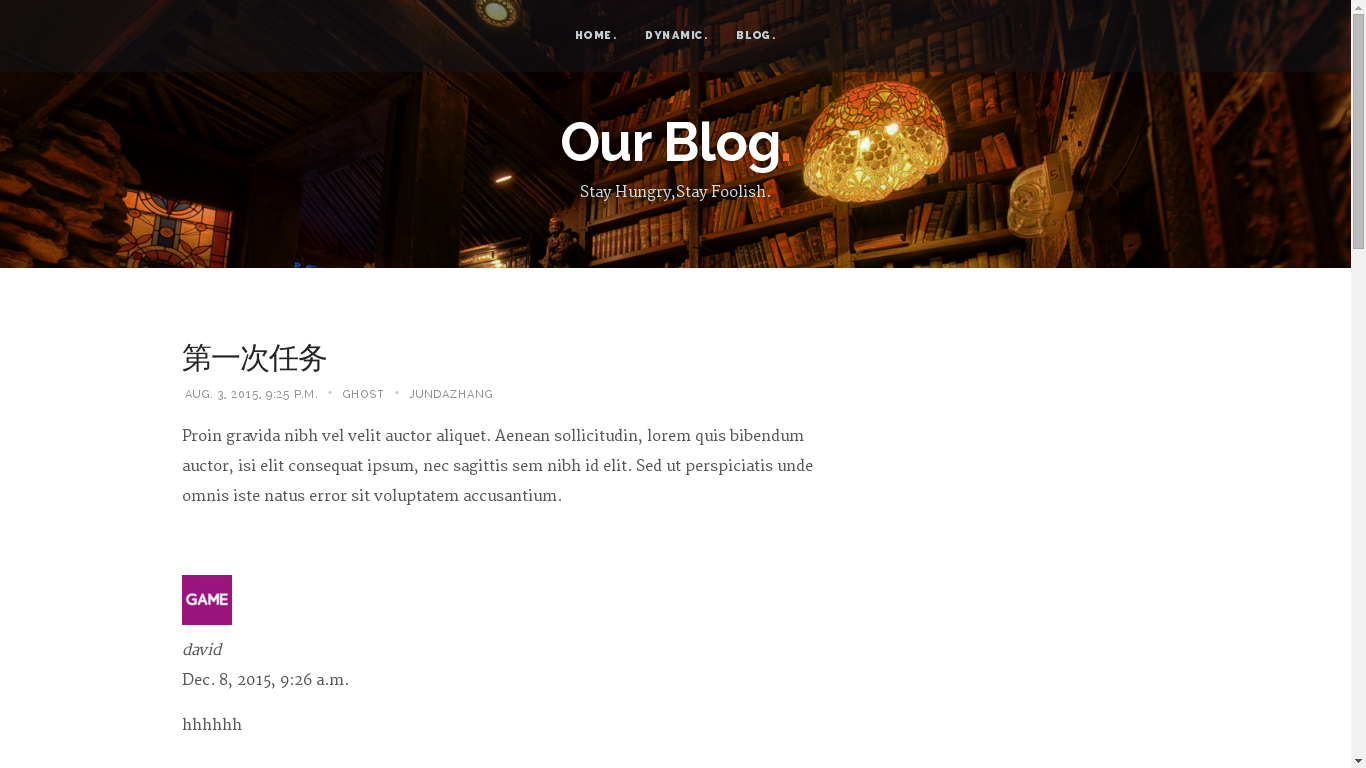 HOME. DYNAMIC. BLOG.
Our Blog.
Stay Hungry,Stay Foolish.
第一次任务
AUG. 3, 2015, 9:25 P.M. • GHOST • JUNDAZHANG
Proin gravida nibh vel velit auctor aliquet. Aenean sollicitudin, lorem quis bibendum
auctor, isi elit consequat ipsum, nec sagittis sem nibh id elit. Sed ut perspiciatis unde
omnis iste natus error sit voluptatem accusantium.
GAME
david
Dec. 8, 2015, 9:26 a.m.
hhhhhh